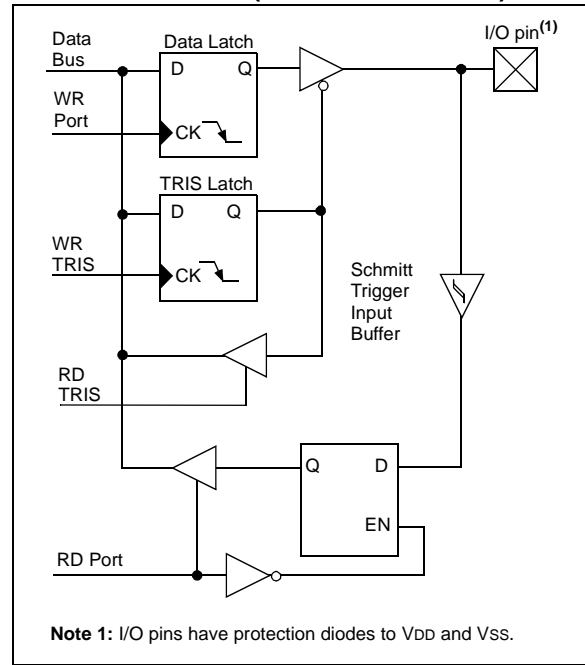 Data
Bus
Data Latch
I/O pin(1)
D Q
WR
Port
CK
TRIS Latch
D Q
WR
TRIS
CK
Schmitt
Trigger
Input
Buffer
RD
TRIS
Q D
EN
RD Port
Note 1: I/O pins have protection diodes to VDD and VSS.